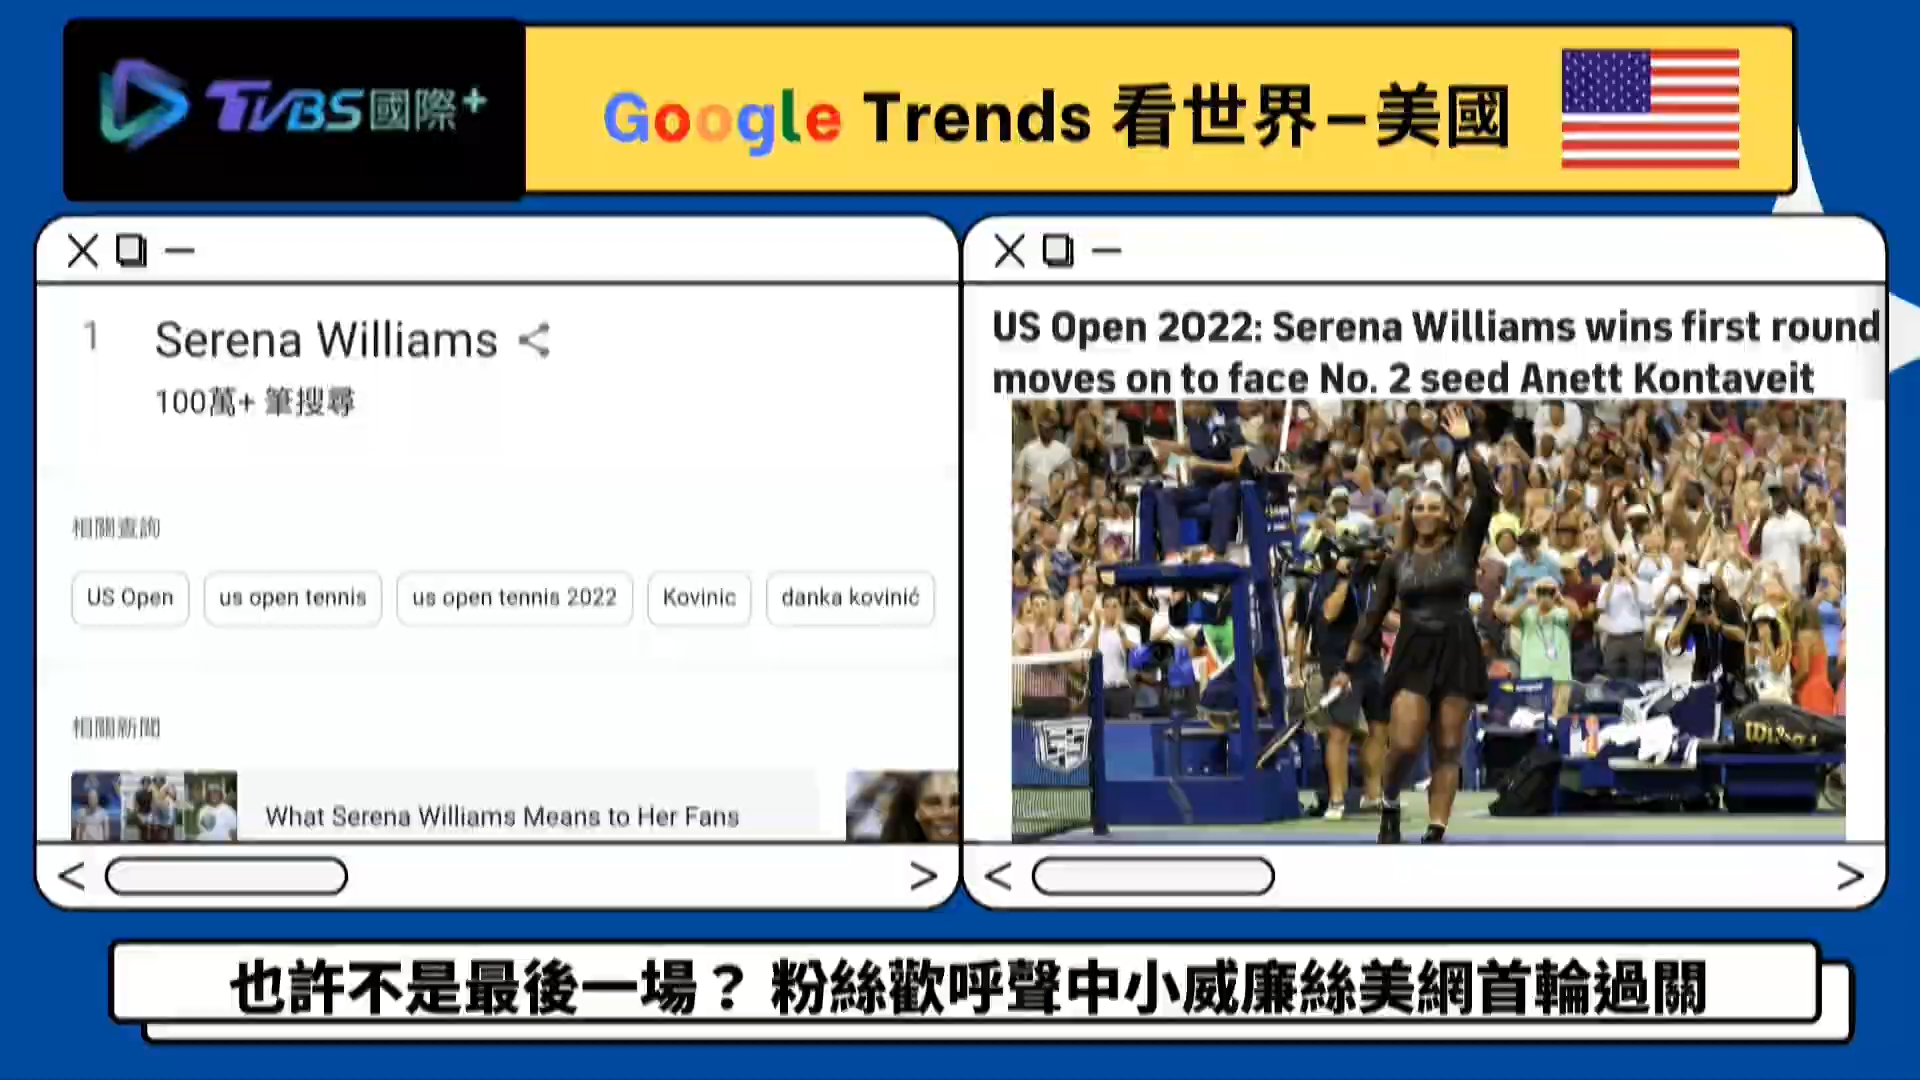 TVBS國際+
Google Trends 看世界–美國
1 Serena Williams
100萬+ 筆搜尋
相關查詢
US Open us open tennis us open tennis 2022 Kovinic danka kovinić
相關新聞
What Serena Williams Means to Her Fans
US Open 2022: Serena Williams wins first round
moves on to face No. 2 seed Anett Kontaveit
Wilson
也許不是最後一場？ 粉絲歡呼聲中小威廉絲美網首輪過關